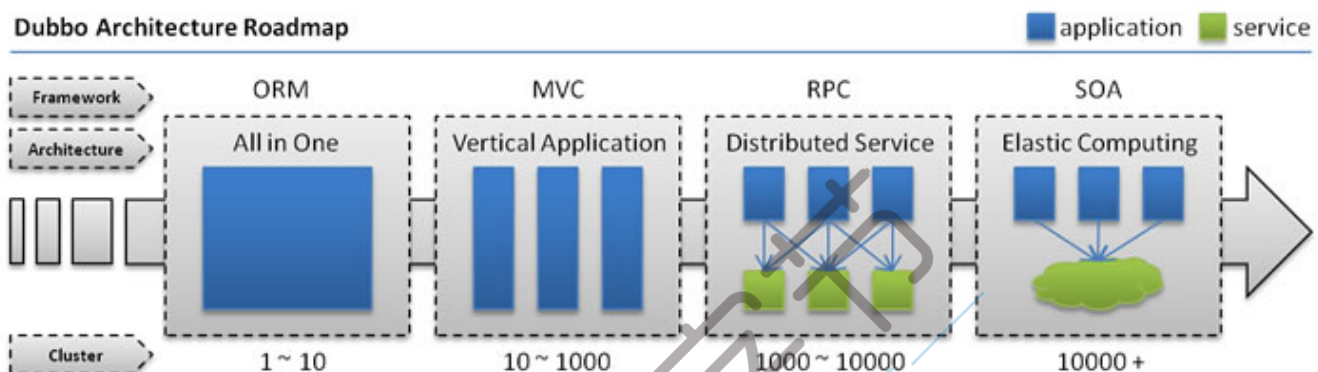 Dubbo Architecture Roadmap
application
service
Framework
ORM
MVC
RPC
SOA
Architecture
All in One
Vertical Application
Distributed Service
Elastic Computing
Cluster
1 ~ 10
10 ~ 1000
1000 ~ 10000
10000 +